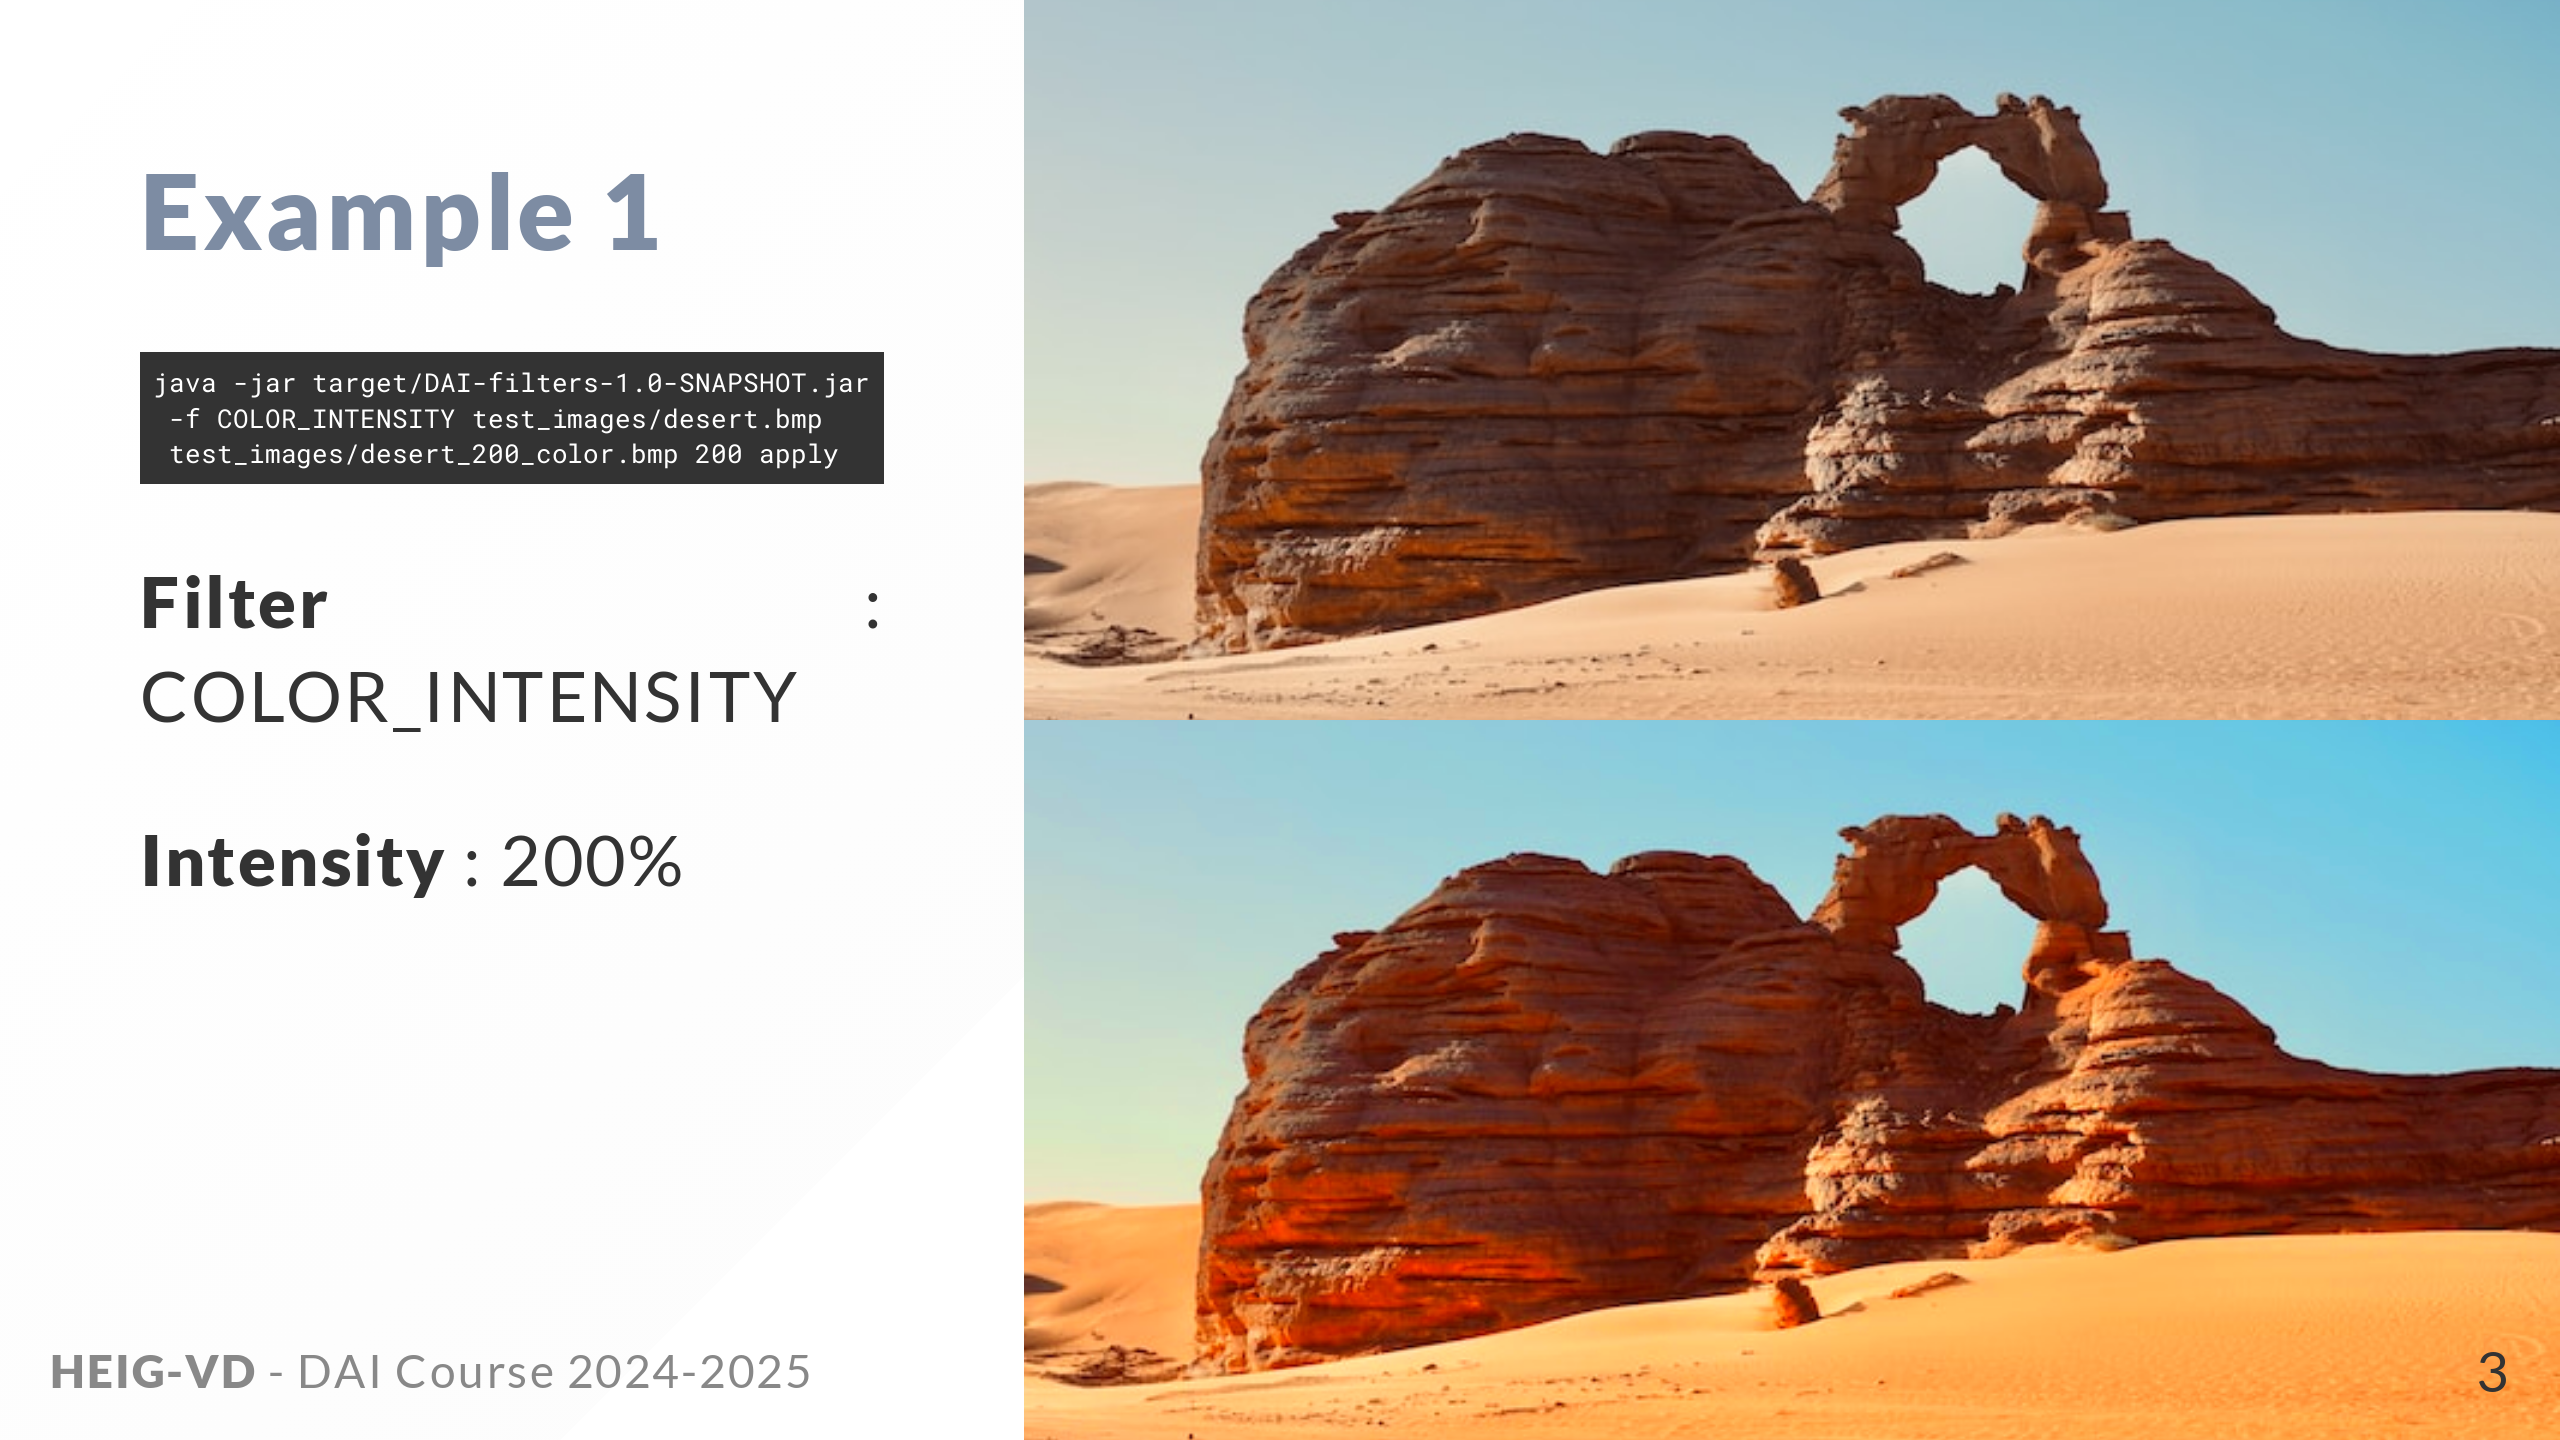 Example 1
java -jar target/DAI-filters-1.0-SNAPSHOT.jar
-f COLOR_INTENSITY test_images/desert.bmp
test_images/desert_200_color.bmp 200 apply
Filter :
COLOR_INTENSITY
Intensity : 200%
HEIG-VD - DAI Course 2024-2025
3